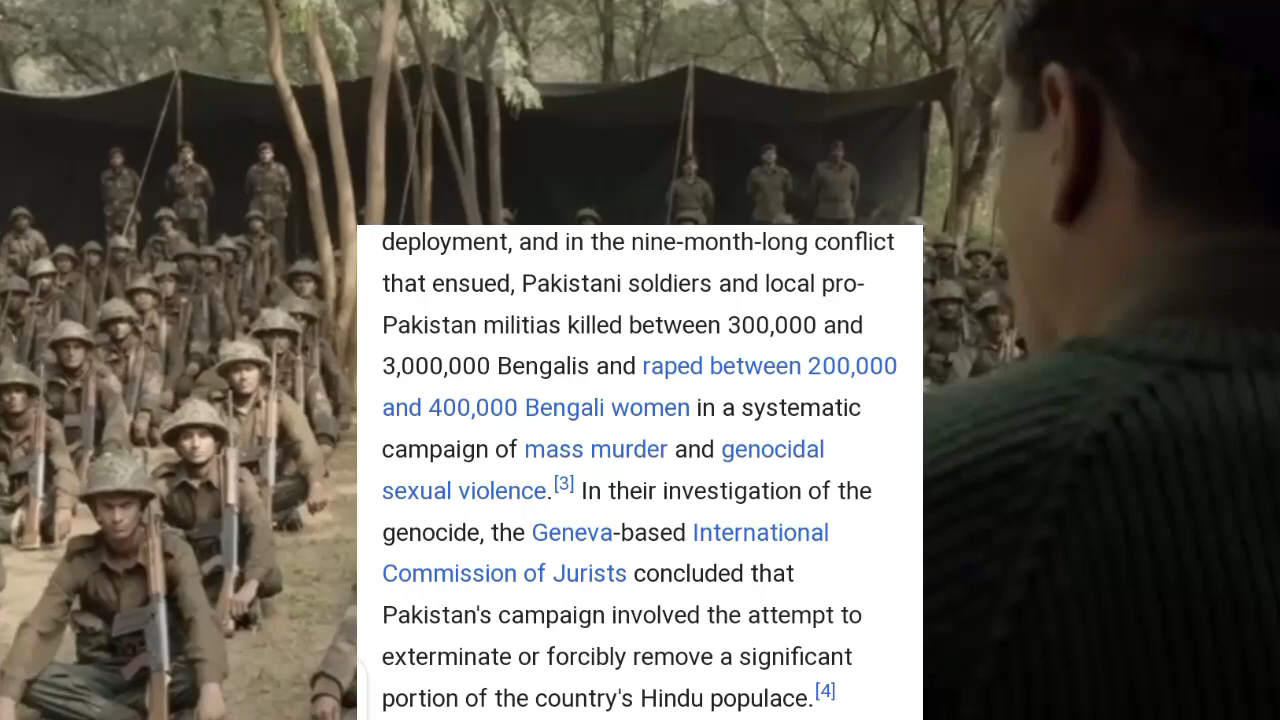 deployment, and in the nine-month-long conflict
that ensued, Pakistani soldiers and local pro-
Pakistan militias killed between 300,000 and
3,000,000 Bengalis and raped between 200,000
and 400,000 Bengali women in a systematic
campaign of mass murder and genocidal
sexual violence.[3] In their investigation of the
genocide, the Geneva-based International
Commission of Jurists concluded that
Pakistan's campaign involved the attempt to
exterminate or forcibly remove a significant
portion of the country's Hindu populace.[4]